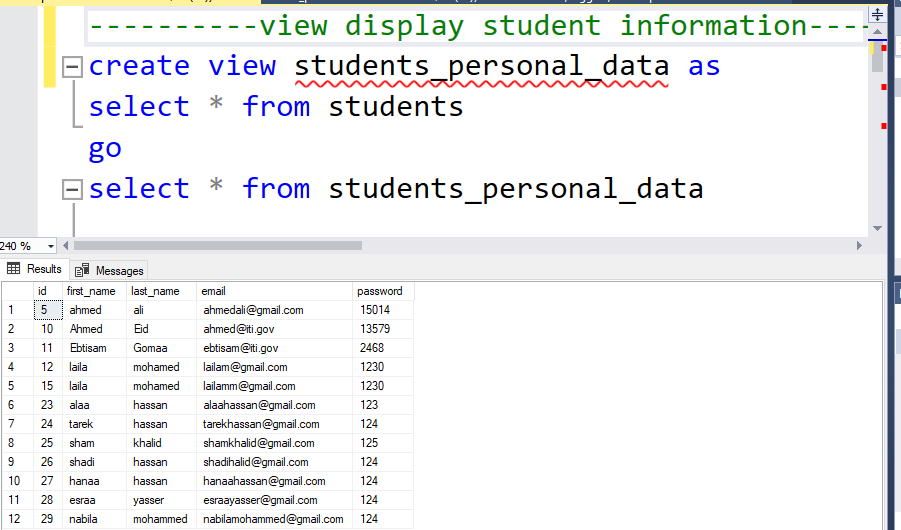 ----------view display student information----
create view students_personal_data as
select * from students
go
select * from students_personal_data
240 %
Results Messages
id first_name last_name email password
1 5 ahmed ali ahmedali@gmail.com 15014
2 10 Ahmed Eid ahmed@iti.gov 13579
3 11 Ebtisam Gomaa ebtisam@iti.gov 2468
4 12 laila mohamed lailam@gmail.com 1230
5 15 laila mohamed lailamm@gmail.com 1230
6 23 alaa hassan alaahassan@gmail.com 123
7 24 tarek hassan tarekhassan@gmail.com 124
8 25 sham khalid shamkhalid@gmail.com 125
9 26 shadi hassan shadihalid@gmail.com 124
10 27 hanaa hassan hanaahassan@gmail.com 124
11 28 esraa yasser esraayasser@gmail.com 124
12 29 nabila mohammed nabilamohammed@gmail.com 124